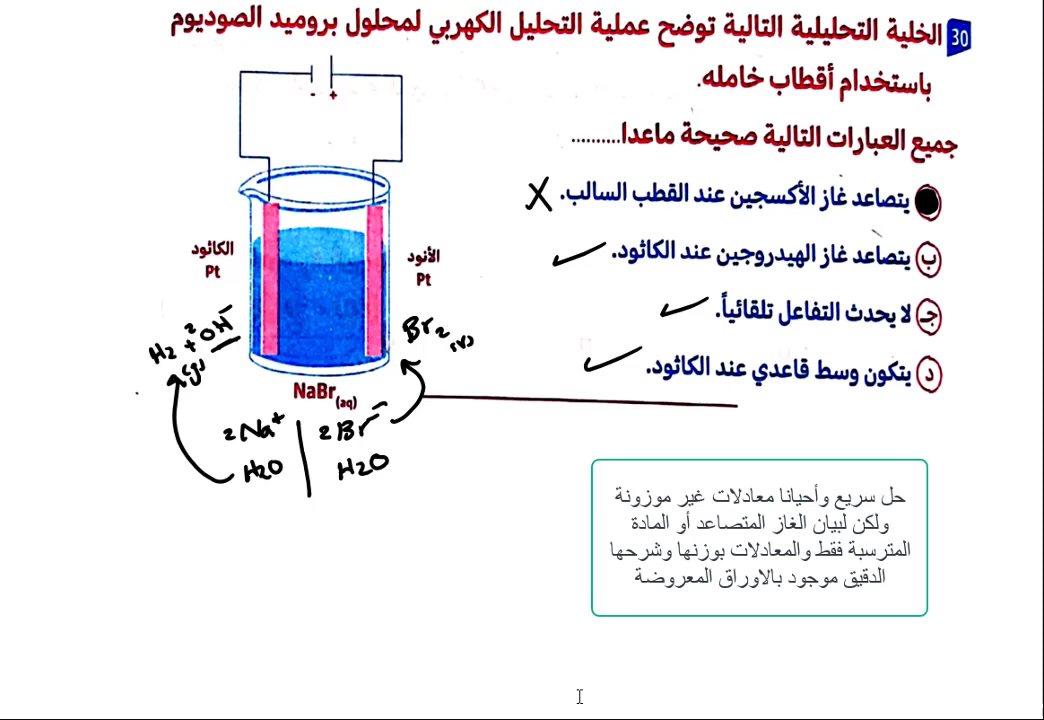 30 الخلية التحليلية التالية توضح عملية التحليل الكهربي لمحلول بروميد الصوديوم
باستخدام أقطاب خامله.
جميع العبارات التالية صحيحة ماعدا..........
يتصاعد غاز الأكسجين عند القطب السالب. X
ب يتصاعد غاز الهيدروجين عند الكاثود.
جـ لا يحدث التفاعل تلقائياً.
د يتكون وسط قاعدي عند الكاثود.
- +
الكاثود
Pt
الأنود
Pt
H2 + 2OH-
(g)
Br2
NaBr(aq)
2Na+ | 2Br-
H2O | H2O
حل سريع وأحيانا معادلات غير موزونة
ولكن لبيان الغاز المتصاعد أو المادة
المترسبة فقط والمعادلات بوزنها وشرحها
الدقيق موجود بالاوراق المعروضة